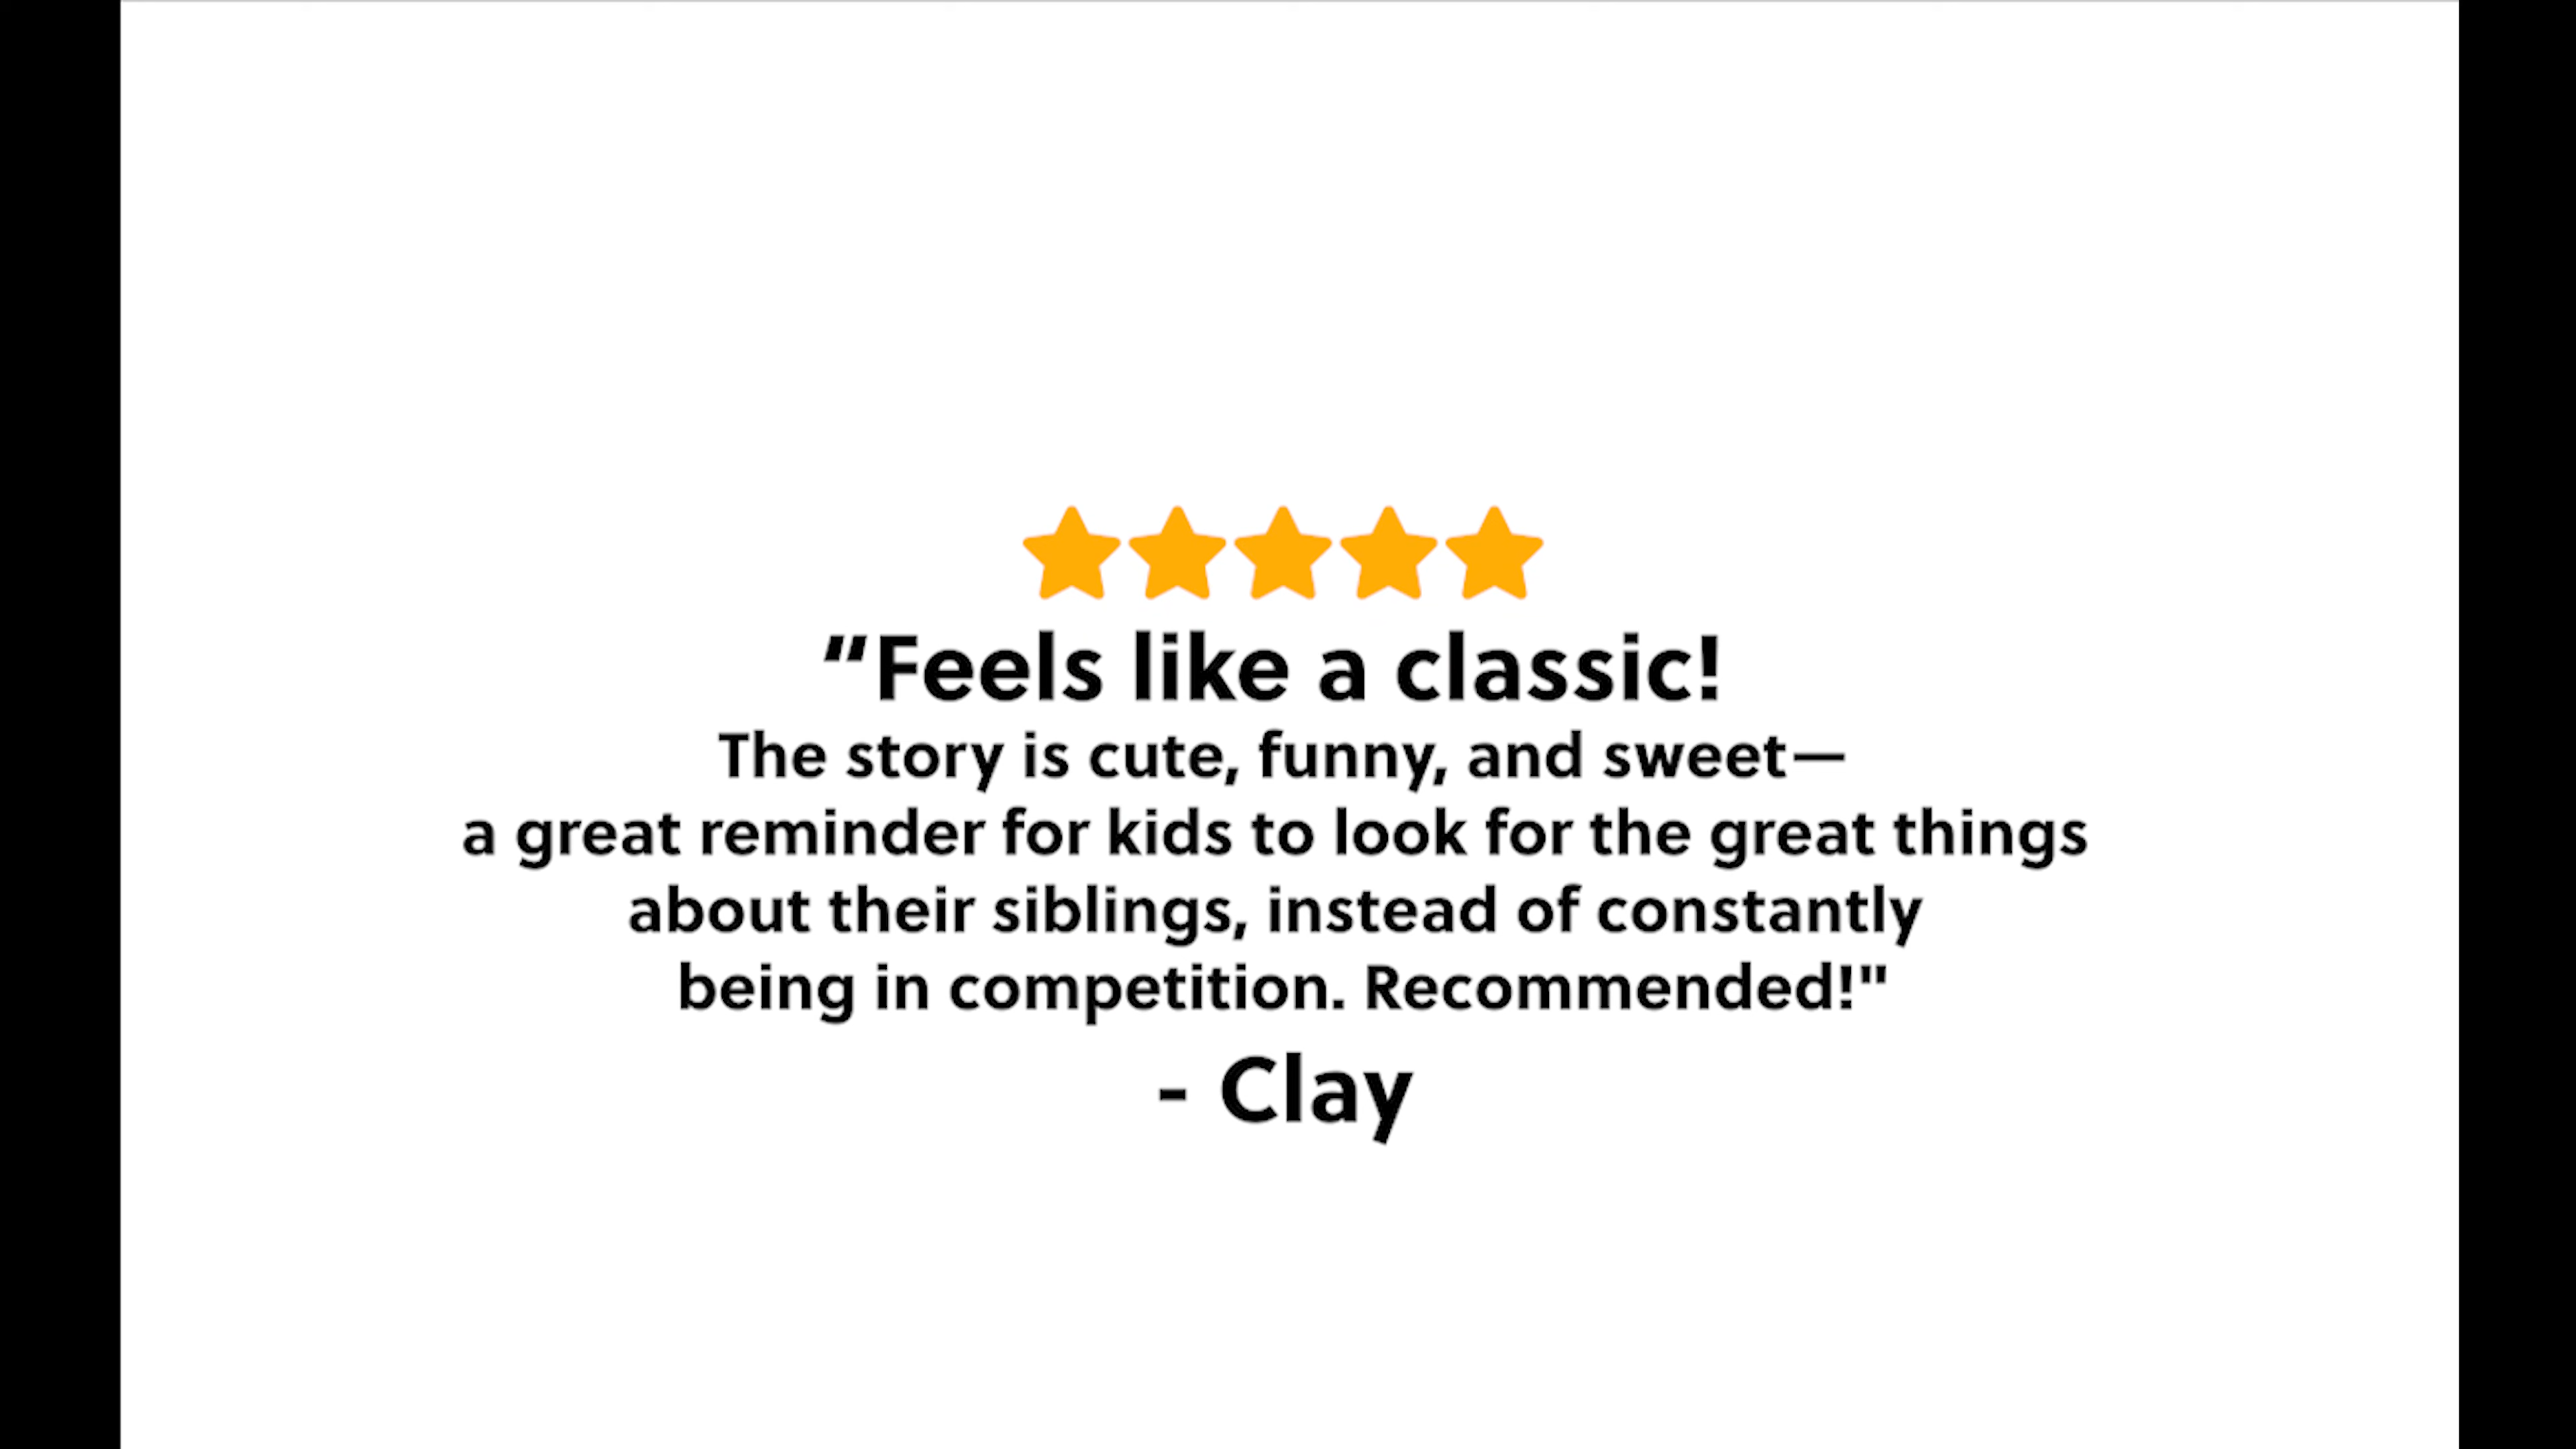 “Feels like a classic!
The story is cute, funny, and sweet—
a great reminder for kids to look for the great things
about their siblings, instead of constantly
being in competition. Recommended!"
- Clay